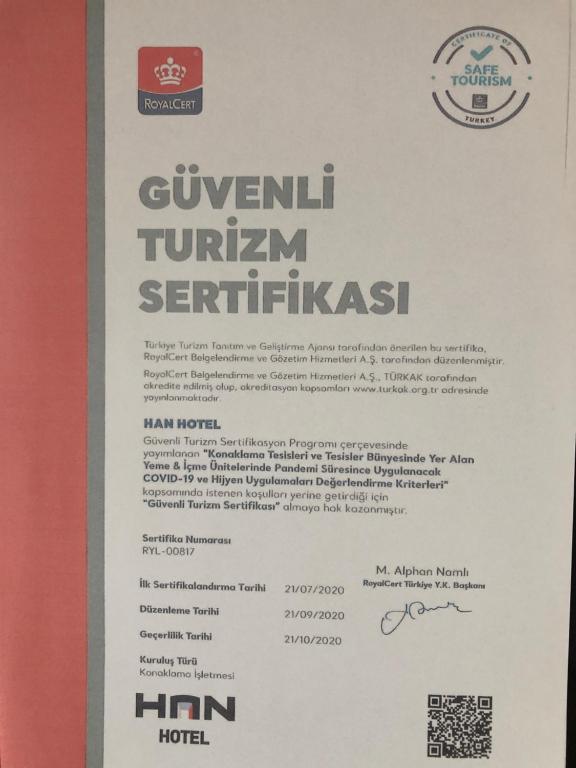 ROYALCERT
CERTIFICATE OF
SAFE
TOURISM
TURKEY
GÜVENLİ
TURİZM
SERTİFİKASI
Türkiye Turizm Tanıtım ve Geliştirme Ajansı tarafından önerilen bu sertifika,
RoyalCert Belgelendirme ve Gözetim Hizmetleri A.Ş. tarafından düzenlenmiştir.
RoyalCert Belgelendirme ve Gözetim Hizmetleri A.Ş., TÜRKAK tarafından
akredite edilmiş olup, akreditasyon kapsamları www.turkak.org.tr adresinde
yayınlanmaktadır.
HAN HOTEL
Güvenli Turizm Sertifikasyon Programı çerçevesinde
yayımlanan "Konaklama Tesisleri ve Tesisler Bünyesinde Yer Alan
Yeme & İçme Ünitelerinde Pandemi Süresince Uygulanacak
COVID-19 ve Hijyen Uygulamaları Değerlendirme Kriterleri"
kapsamında istenen koşulları yerine getirdiği için
"Güvenli Turizm Sertifikası" almaya hak kazanmıştır.
Sertifika Numarası
RYL-00817
M. Alphan Namlı
RoyalCert Türkiye Y.K. Başkanı
İlk Sertifikalandırma Tarihi 21/07/2020
Düzenleme Tarihi 21/09/2020
Geçerlilik Tarihi 21/10/2020
Kuruluş Türü
Konaklama İşletmesi
HAN
HOTEL